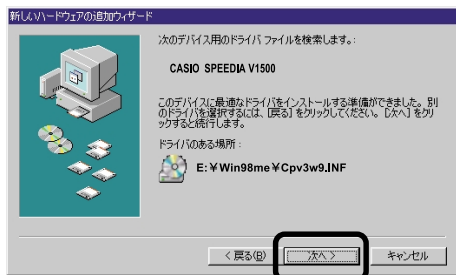 新しいハードウェアの追加ウィザード
次のデバイス用のドライバ ファイルを検索します。:
CASIO SPEEDIA V1500
このデバイスに最適なドライバをインストールする準備ができました。別
のドライバを選択するには、[戻る] をクリックしてください。[次へ] をクリ
ックすると続行します。
ドライバのある場所 :
E:¥Win98me¥Cpv3w9.INF
< 戻る(B)
次へ >
キャンセル